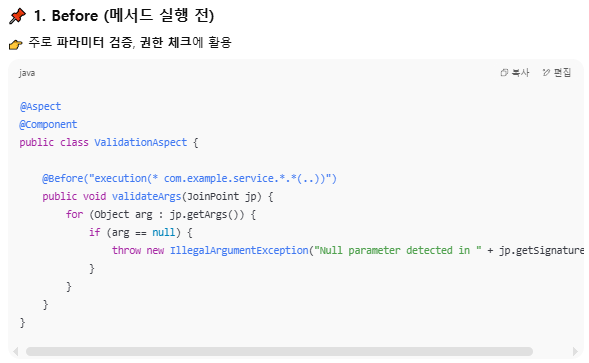 📌 1. Before (메서드 실행 전)
👉 주로 파라미터 검증, 권한 체크에 활용
java 복사 편집
@Aspect
@Component
public class ValidationAspect {
    @Before("execution(* com.example.service.*.*(..))")
    public void validateArgs(JoinPoint jp) {
        for (Object arg : jp.getArgs()) {
            if (arg == null) {
                throw new IllegalArgumentException("Null parameter detected in " + jp.getSignature
            }
        }
    }
}